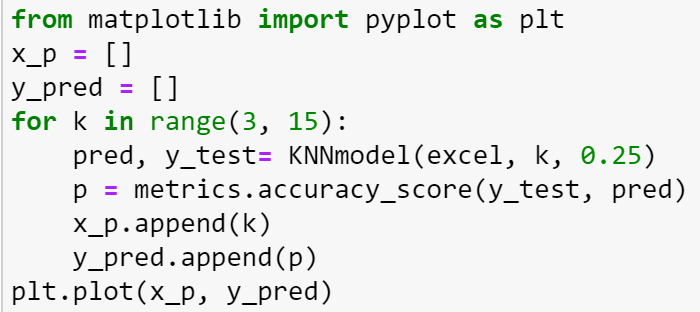 from matplotlib import pyplot as plt
x_p = []
y_pred = []
for k in range(3, 15):
    pred, y_test= KNNmodel(excel, k, 0.25)
    p = metrics.accuracy_score(y_test, pred)
    x_p.append(k)
    y_pred.append(p)
plt.plot(x_p, y_pred)